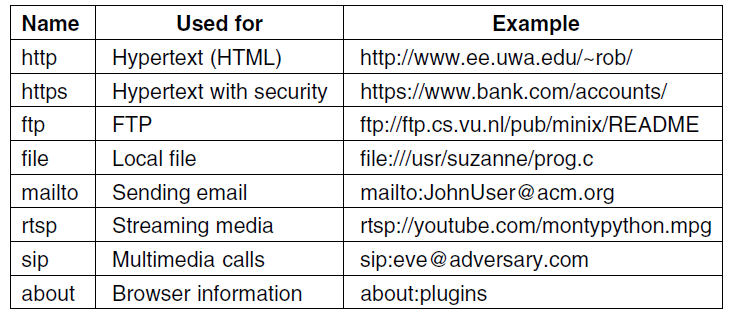 Name Used for Example
http Hypertext (HTML) http://www.ee.uwa.edu/~rob/
https Hypertext with security https://www.bank.com/accounts/
ftp FTP ftp://ftp.cs.vu.nl/pub/minix/README
file Local file file:///usr/suzanne/prog.c
mailto Sending email mailto:JohnUser@acm.org
rtsp Streaming media rtsp://youtube.com/montypython.mpg
sip Multimedia calls sip:eve@adversary.com
about Browser information about:plugins